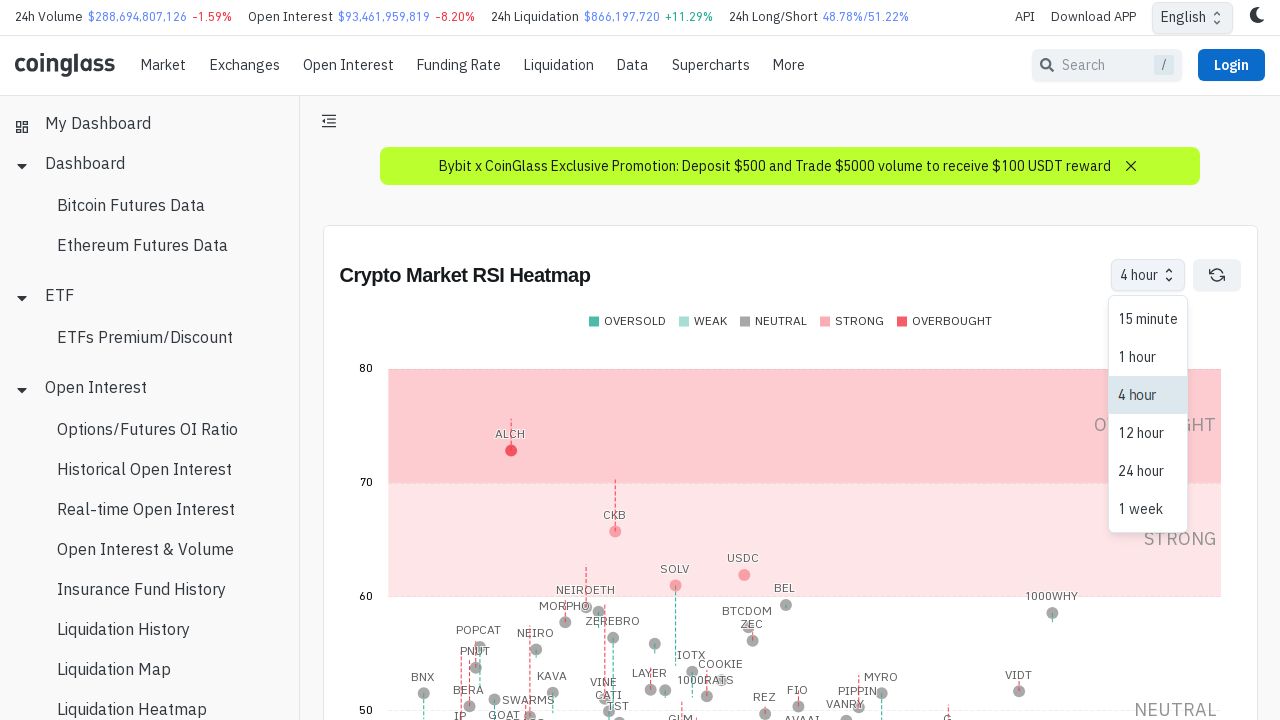 24h Volume $288,694,807,126 -1.59% Open Interest $93,461,959,819 -8.20% 24h Liquidation $866,197,720 +11.29% 24h Long/Short 48.78%/51.22% API Download APP English
coinglass Market Exchanges Open Interest Funding Rate Liquidation Data Supercharts More Search / Login
My Dashboard
Dashboard
Bitcoin Futures Data
Ethereum Futures Data
ETF
ETFs Premium/Discount
Open Interest
Options/Futures OI Ratio
Historical Open Interest
Real-time Open Interest
Open Interest & Volume
Insurance Fund History
Liquidation History
Liquidation Map
Liquidation Heatmap
Bybit x CoinGlass Exclusive Promotion: Deposit $500 and Trade $5000 volume to receive $100 USDT reward
Crypto Market RSI Heatmap
4 hour
15 minute
1 hour
4 hour
12 hour
24 hour
1 week
OVERSOLD WEAK NEUTRAL STRONG OVERBOUGHT
80
ALCH
70
CKB
STRONG
USDC
SOLV
BEL
NEIROETH
60
1000WHY
MORPHO
BTCDOM
ZEREBRO
ZEC
POPCAT
NEIRO
PNUT
IOTX
COOKIE
BNX
KAVA
LAYER
1000RATS
VIDT
MYRO
VINE
BERA
FIO
PIPPIN
CATI
REZ
SWARMS
VANRY
TST
50
NEUTRAL
IP
GOAT
GLM
AVAAI
G